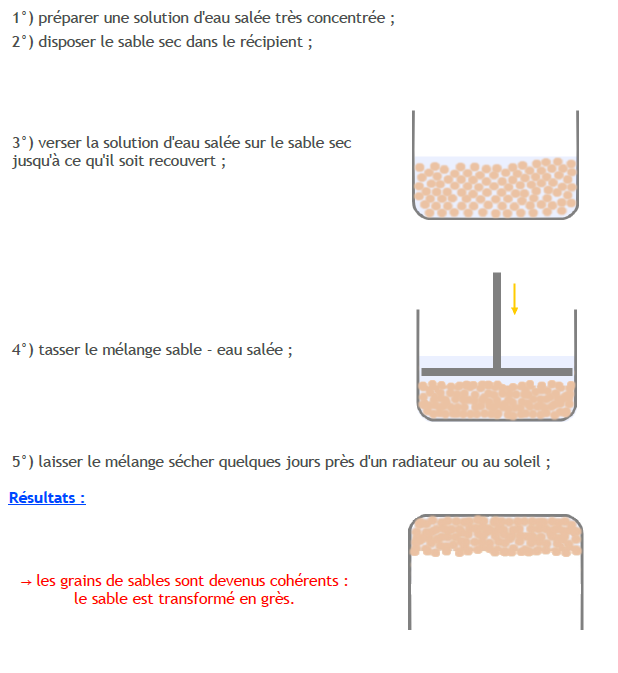 1°) préparer une solution d'eau salée très concentrée ;
2°) disposer le sable sec dans le récipient ;
3°) verser la solution d'eau salée sur le sable sec
jusqu'à ce qu'il soit recouvert ;
4°) tasser le mélange sable - eau salée ;
5°) laisser le mélange sécher quelques jours près d'un radiateur ou au soleil ;
Résultats :
→ les grains de sables sont devenus cohérents :
le sable est transformé en grès.